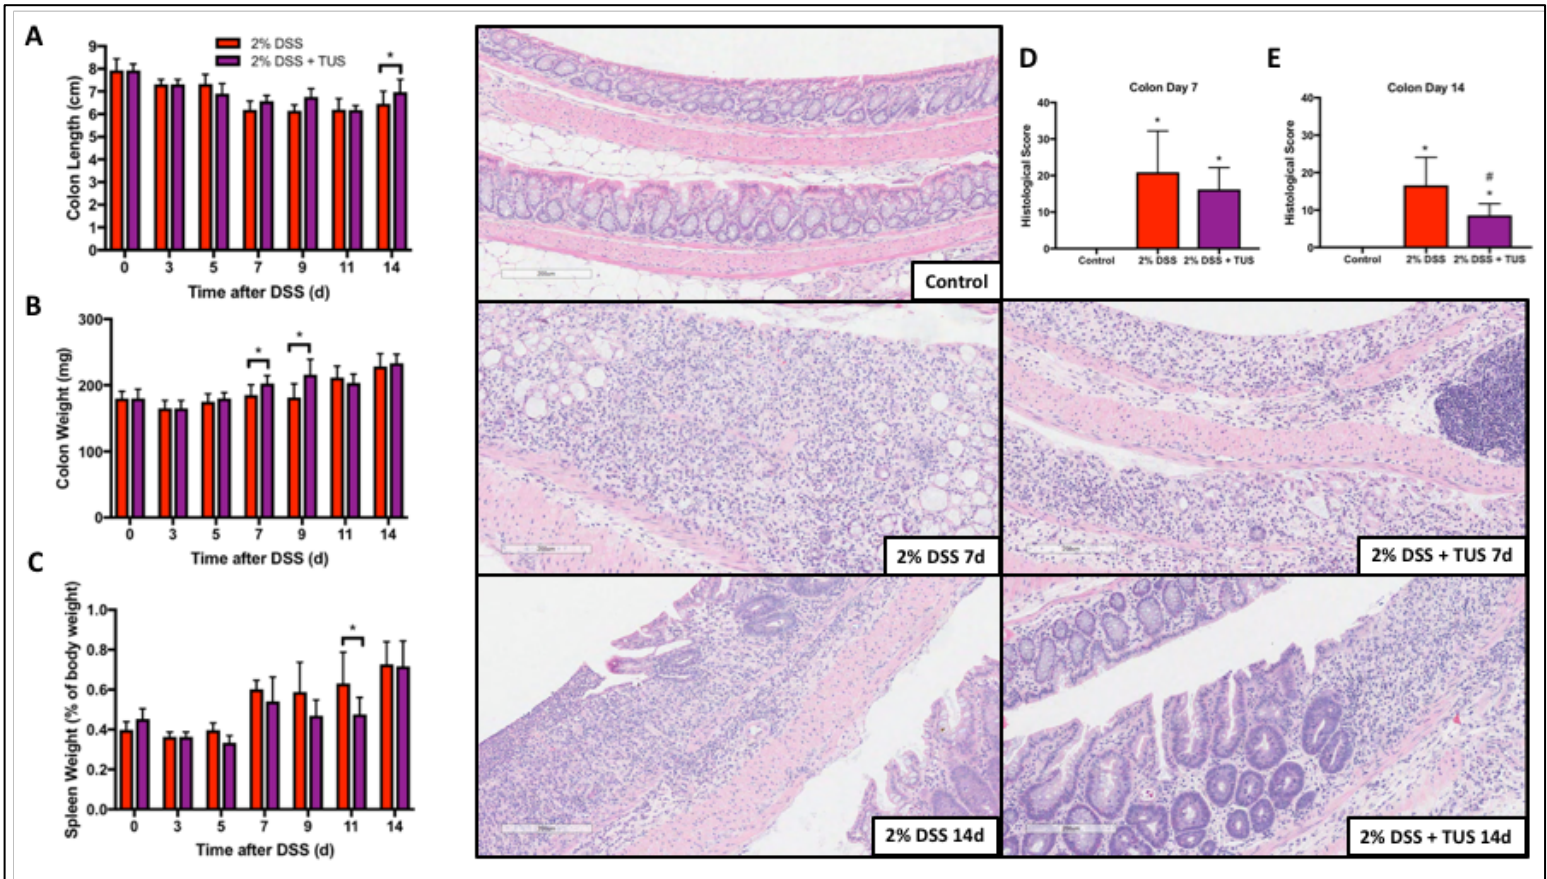 A
2% DSS
2% DSS + TUS
*
Colon Length (cm)
9
8
7
6
5
4
3
2
1
0
0 3 5 7 9 11 14
Time after DSS (d)
B
* *
Colon Weight (mg)
300
200
100
0
0 3 5 7 9 11 14
Time after DSS (d)
C
*
Spleen Weight (% of body weight)
1.0
0.8
0.6
0.4
0.2
0.0
0 3 5 7 9 11 14
Time after DSS (d)
Control
2% DSS 7d
2% DSS + TUS 7d
2% DSS 14d
2% DSS + TUS 14d
D
Colon Day 7
Histological Score
40
30
20
10
0
* *
Control 2% DSS 2% DSS + TUS
E
Colon Day 14
Histological Score
40
30
20
10
0
* # *
Control 2% DSS 2% DSS + TUS